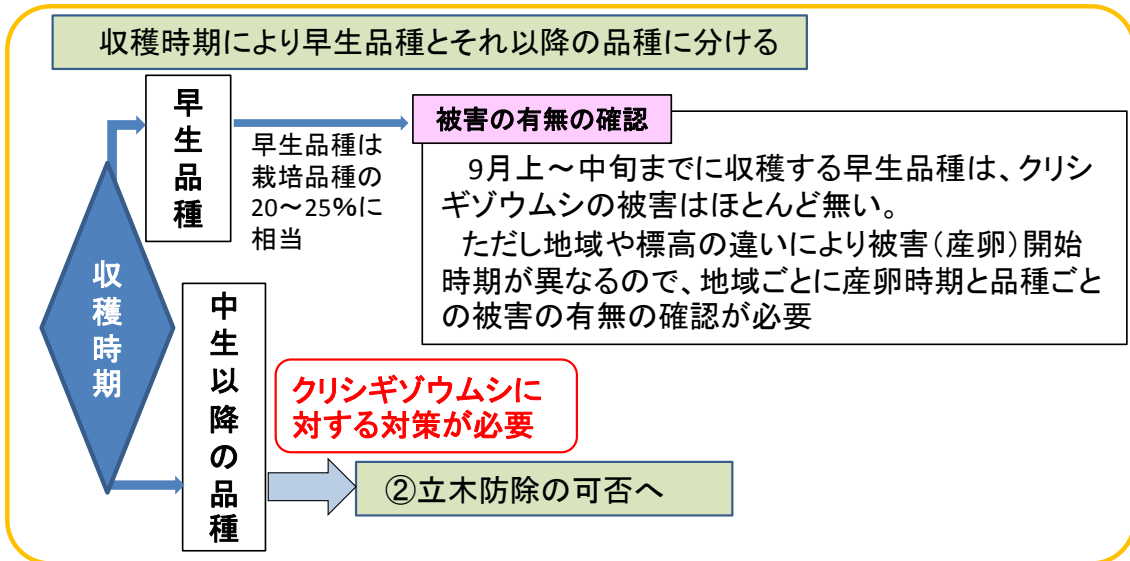 収穫時期により早生品種とそれ以降の品種に分ける
早生品種
早生品種は
栽培品種の
20～25%に
相当
被害の有無の確認
9月上～中旬までに収穫する早生品種は、クリシ
ギゾウムシの被害はほとんど無い。
ただし地域や標高の違いにより被害(産卵)開始
時期が異なるので、地域ごとに産卵時期と品種ごと
の被害の有無の確認が必要
収穫時期
中生以降の品種
クリシギゾウムシに
対する対策が必要
②立木防除の可否へ